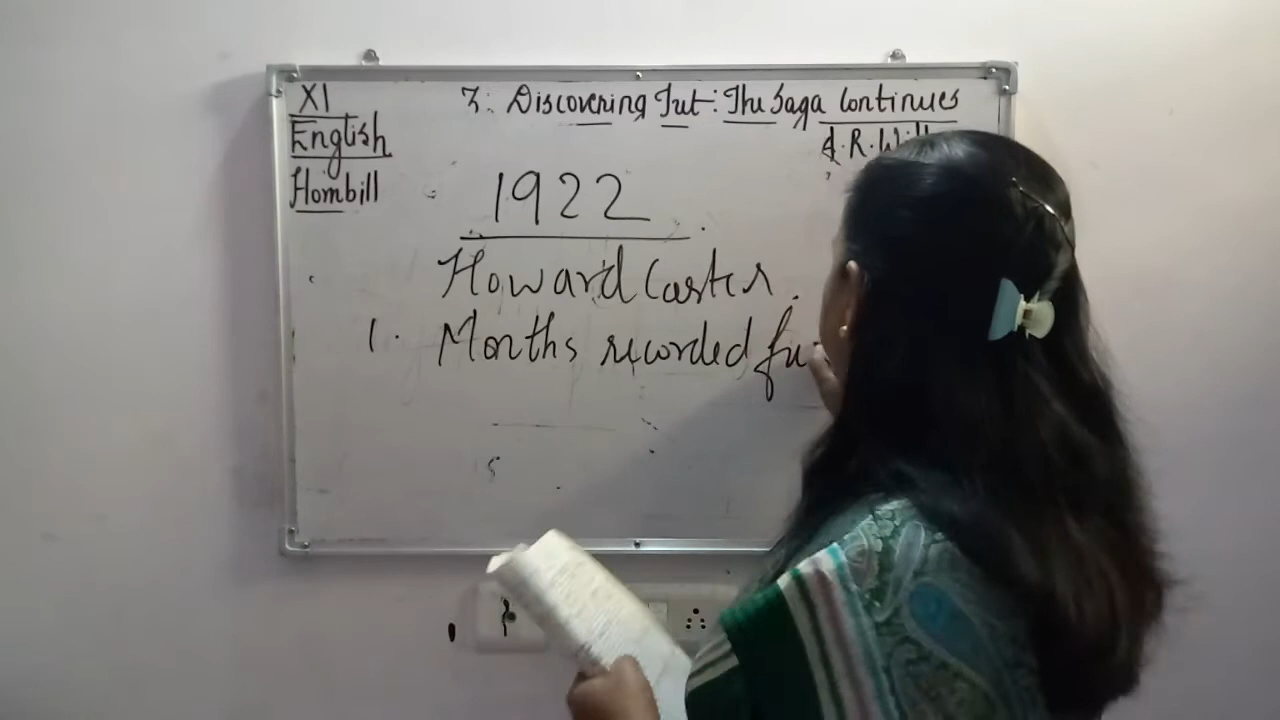 XI
English
Hornbill
3: Discovering Tut: The Saga Continues
A.R.
1922
Howard Carter.
1. Months recorded fu